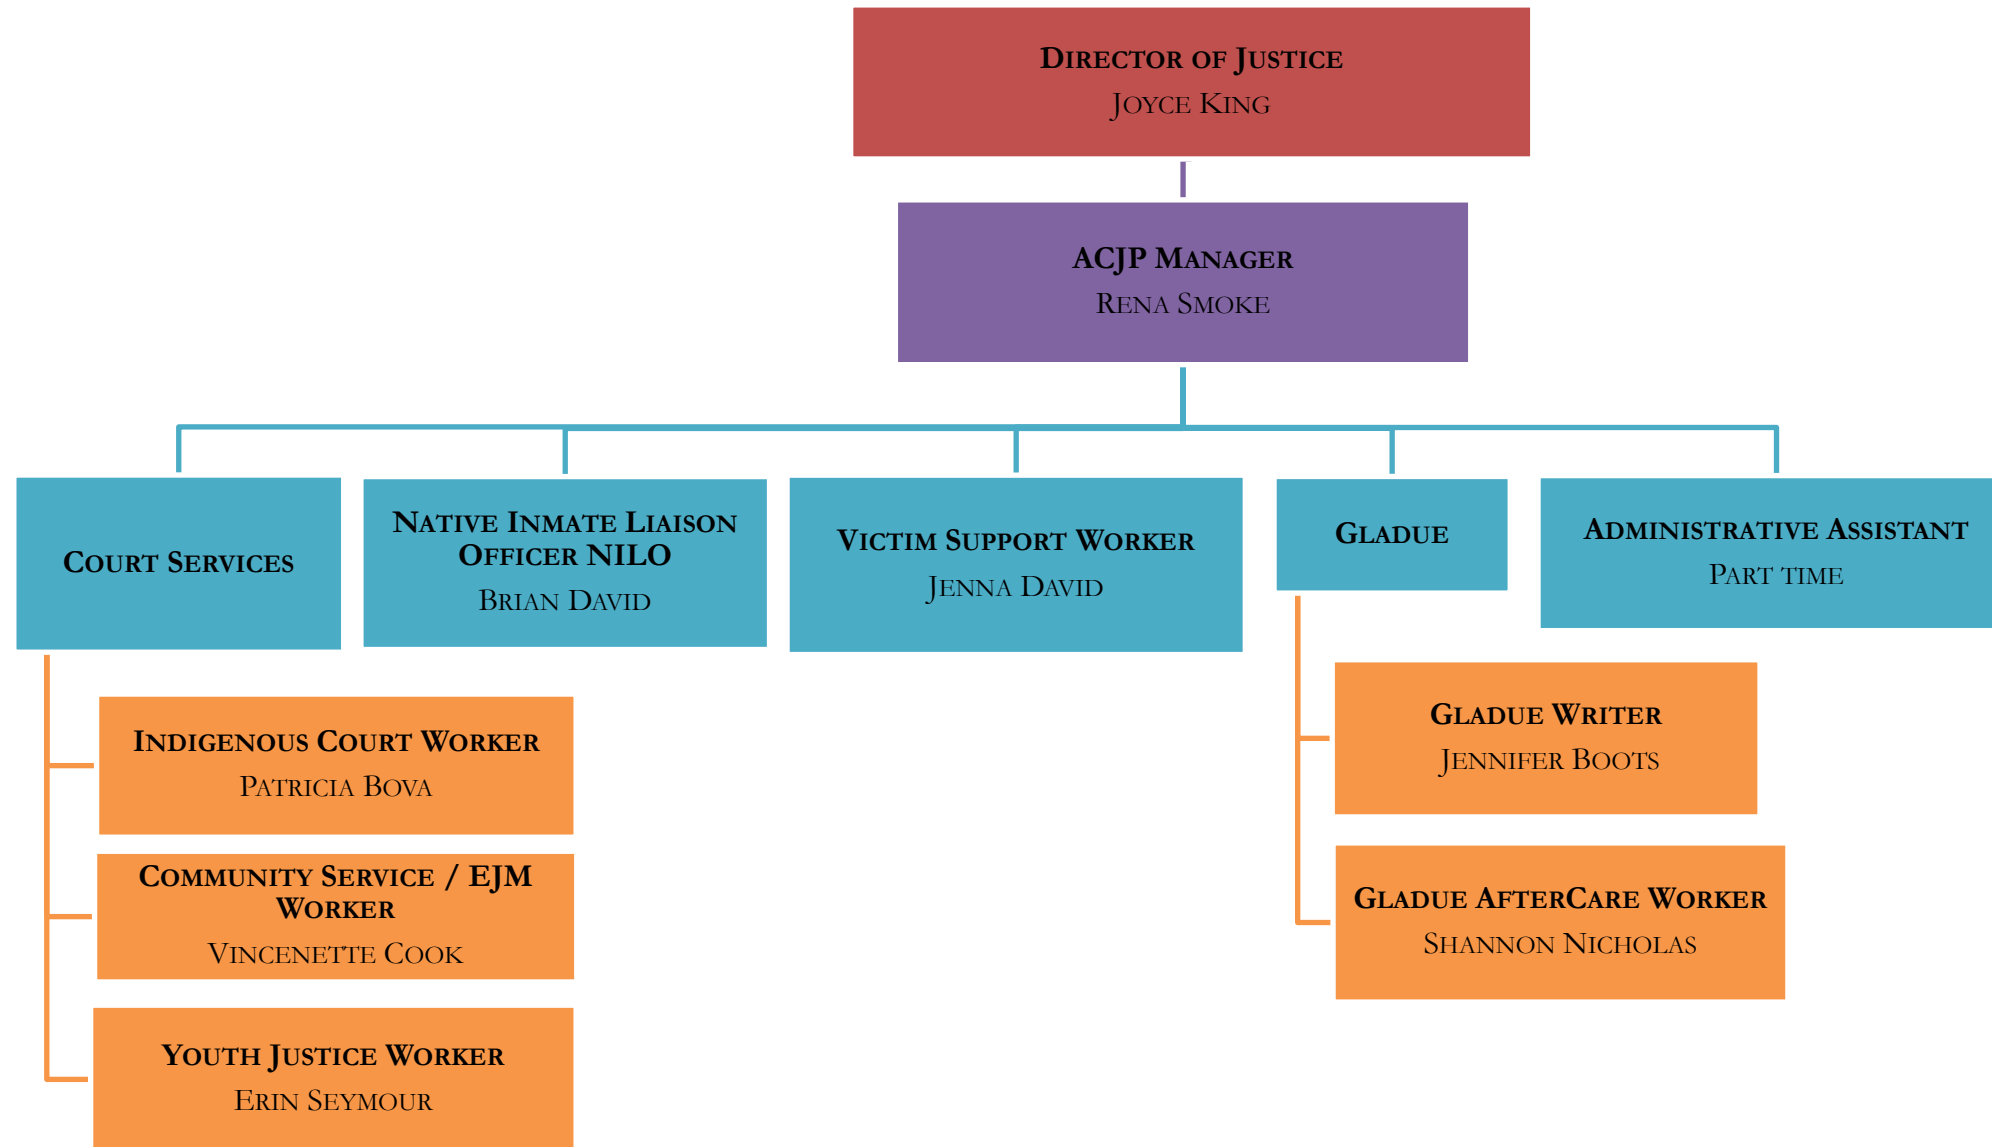 Director of Justice
Joyce King
ACJP Manager
Rena Smoke
Court Services
Native Inmate Liaison
Officer NILO
Brian David
Victim Support Worker
Jenna David
Gladue
Administrative Assistant
Part time
Indigenous Court Worker
Patricia Bova
Community Service / EJM
Worker
Vincenette Cook
Youth Justice Worker
Erin Seymour
Gladue Writer
Jennifer Boots
Gladue AfterCare Worker
Shannon Nicholas